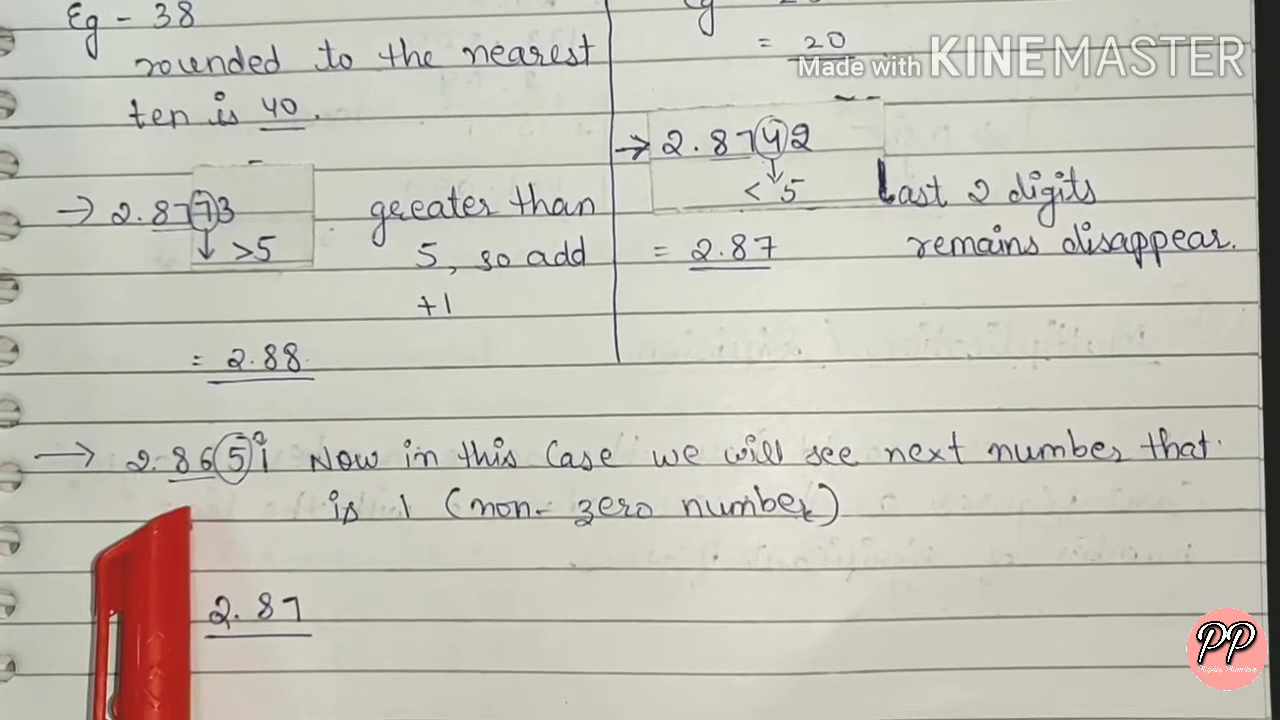 Eg - 38
rounded to the nearest
ten is 40.
→ 2.8773 greater than
↓ >5 5, so add
+1
= 2.88.
= 20
Made with KINEMASTER
→ 2.8742
< 5 Last 2 digits
= 2.87 remains disappear.
→ 2.8651 Now in this case we will see next number that
is 1 (non-zero number)
2.87
PP